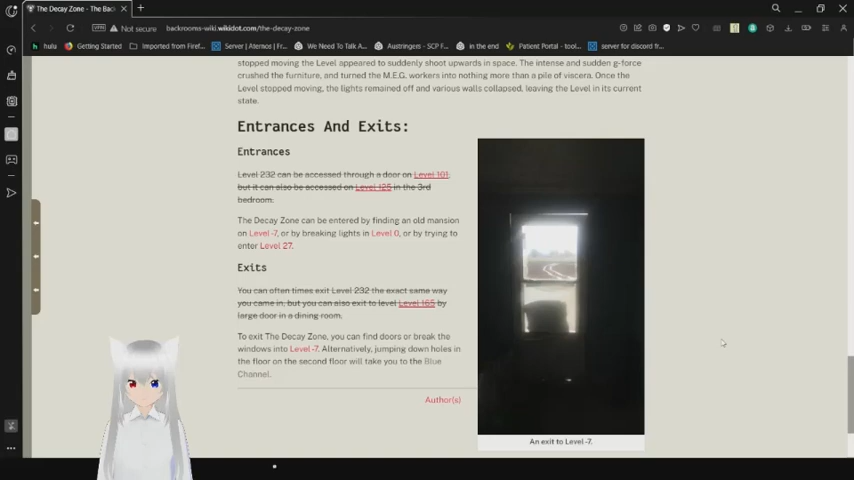 The Decay Zone - The Bac
Not secure
backrooms-wiki.wikidot.com/the-decay-zone
hulu
Getting Started
Imported from Firef...
Server | Aternos | Fr...
We Need To Talk A...
Austringers - SCP F...
in the end
Patient Portal - tool...
server for discord fr...
stopped moving the Level appeared to suddenly shoot upwards in space. The intense and sudden g-force
crushed the furniture, and turned the M.E.G. workers into nothing more than a pile of viscera. Once the
Level stopped moving, the lights remained off and various walls collapsed, leaving the Level in its current
state.
Entrances And Exits:
Entrances
Level 232 can be accessed through a door on Level 101,
but it can also be accessed on Level 125 in the 3rd
bedroom.
The Decay Zone can be entered by finding an old mansion
on Level -7, or by breaking lights in Level 0, or by trying to
enter Level 27.
Exits
You can often times exit Level 232 the exact same way
you came in, but you can also exit to level Level 165 by
large door in a dining room.
To exit The Decay Zone, you can find doors or break the
windows into Level -7. Alternatively, jumping down holes in
the floor on the second floor will take you to the Blue
Channel.
Author(s)
An exit to Level -7.